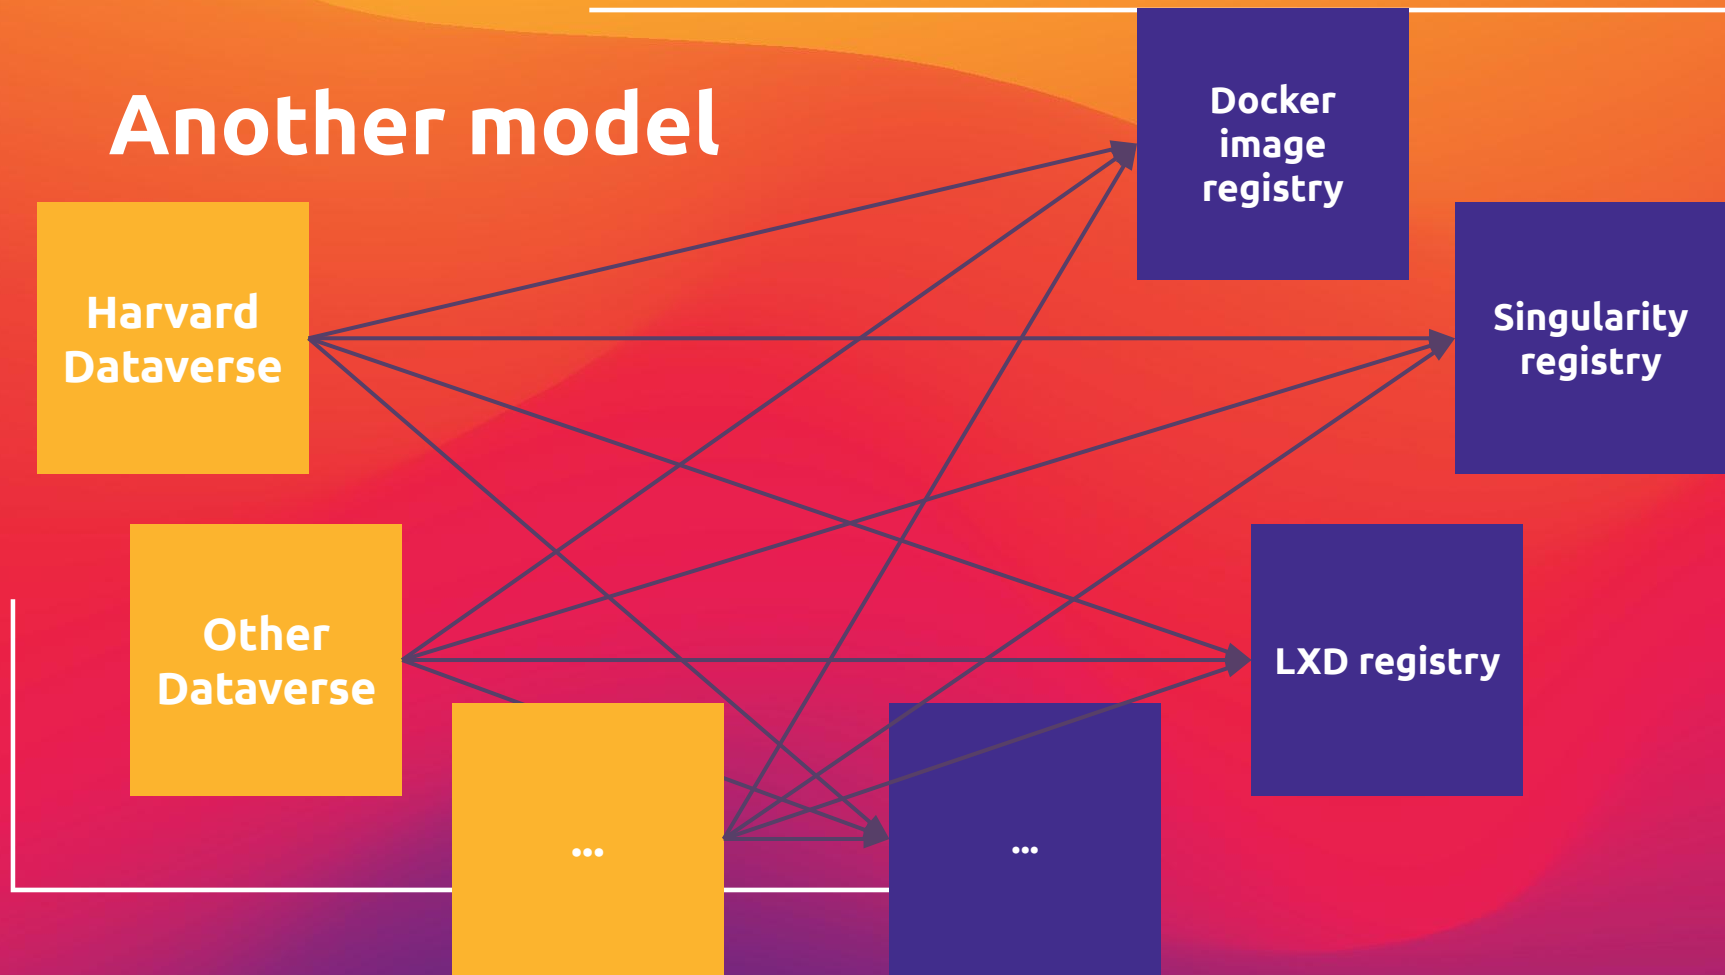 Another model
Docker
image
registry
Harvard
Dataverse
Singularity
registry
Other
Dataverse
LXD registry
...
...